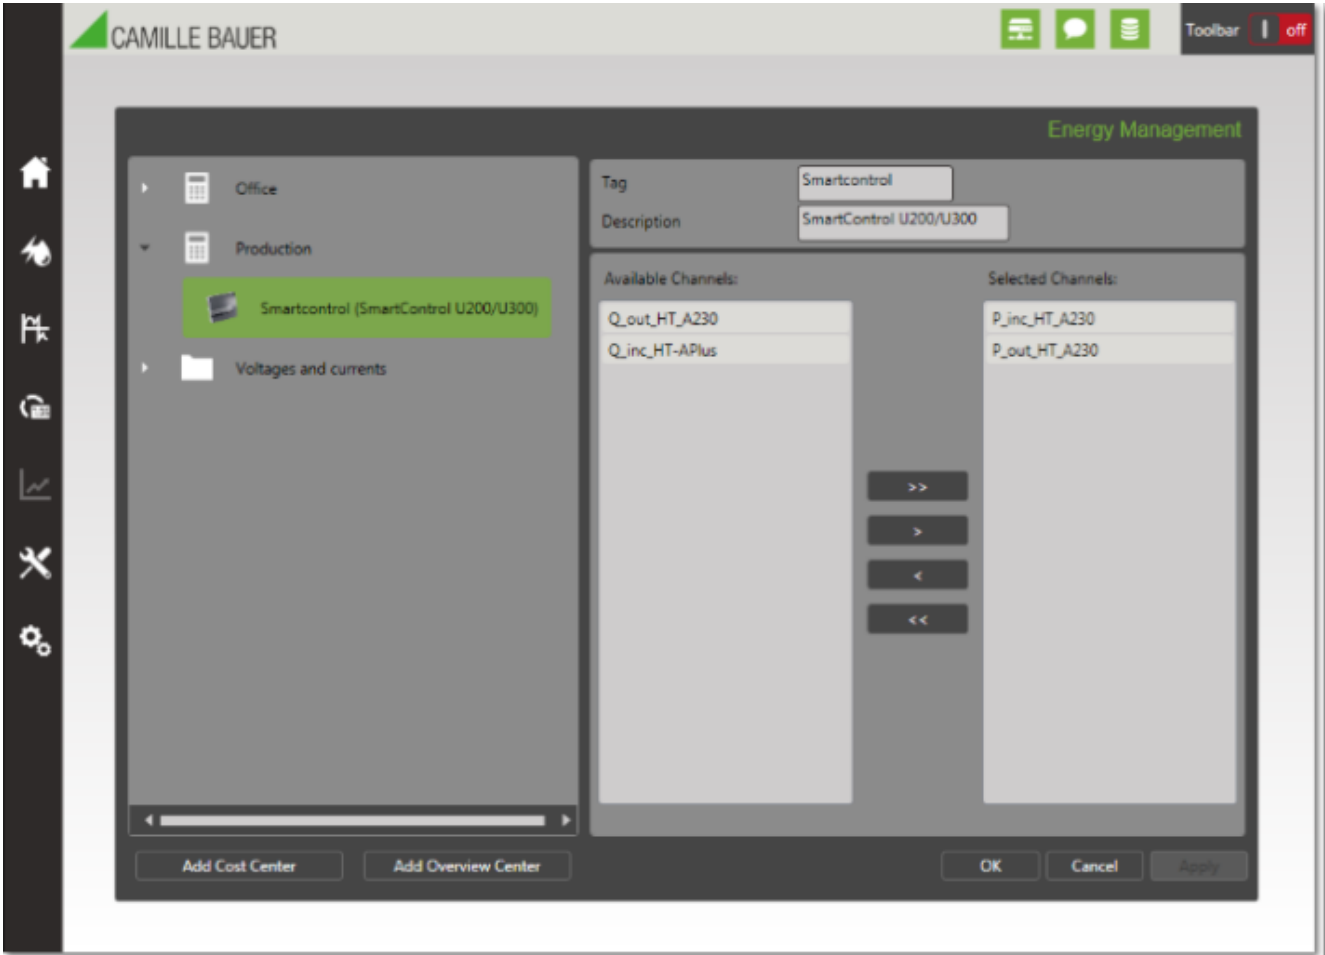 CAMILLE BAUER
Toolbar off
Energy Management
Office
Production
Smartcontrol (SmartControl U200/U300)
Voltages and currents
Tag Smartcontrol
Description SmartControl U200/U300
Available Channels: Selected Channels:
Q_out_HT_A230 P_inc_HT_A230
Q_inc_HT-APlus P_out_HT_A230
>>
>
<
<<
Add Cost Center Add Overview Center OK Cancel Apply